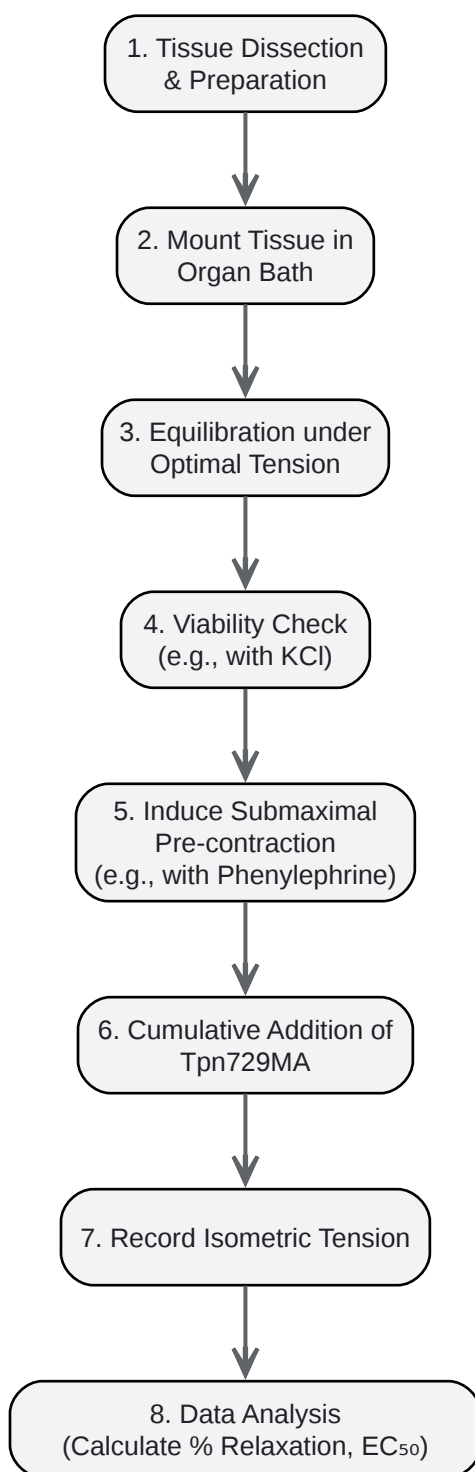 1. Tissue Dissection
& Preparation
2. Mount Tissue in
Organ Bath
3. Equilibration under
Optimal Tension
4. Viability Check
(e.g., with KCl)
5. Induce Submaximal
Pre-contraction
(e.g., with Phenylephrine)
6. Cumulative Addition of
Tpn729MA
7. Record Isometric Tension
8. Data Analysis
(Calculate % Relaxation, EC₅₀)